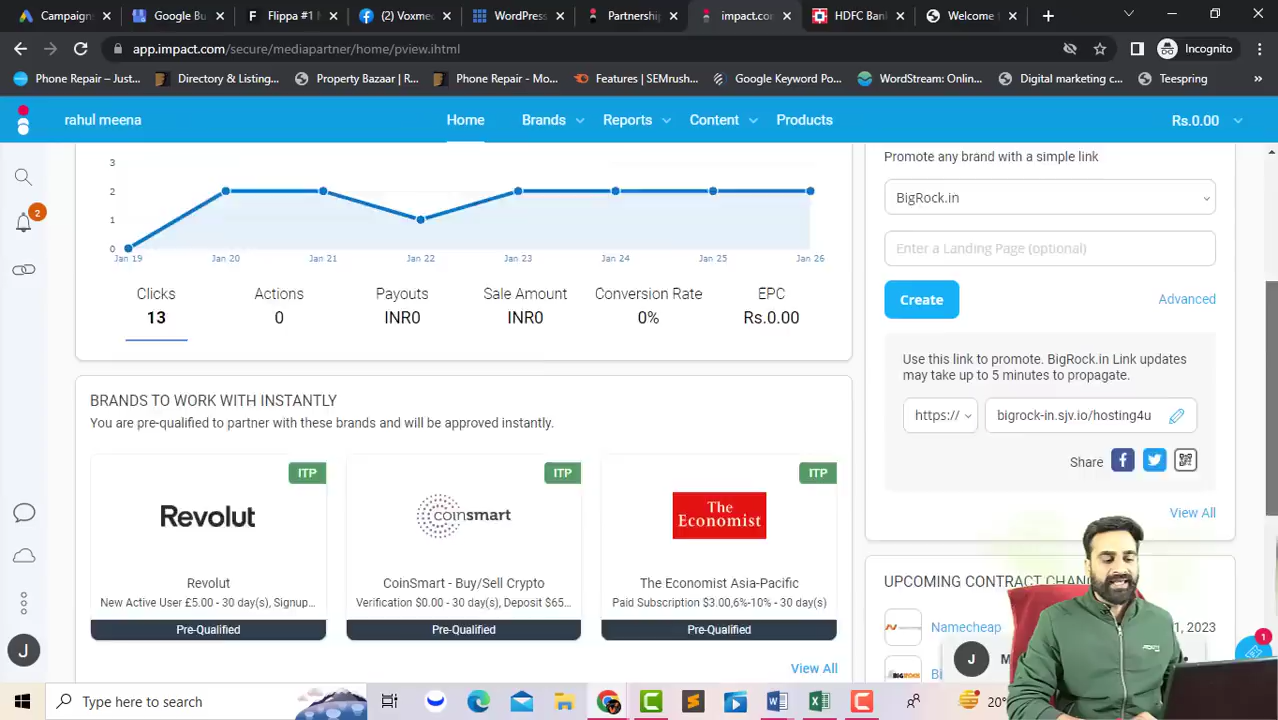 Campaigns
Google Bu
Flippa #1 M
(2) Voxmed
WordPress
Partnership
impact.co
HDFC Ban
Welcome
app.impact.com/secure/mediapartner/home/pview.ihtml
Incognito
Phone Repair – Just...
Directory & Listing...
Property Bazaar | R...
Phone Repair - Mo...
Features | SEMrush...
Google Keyword Po...
WordStream: Onlin...
Digital marketing c...
Teespring
»
rahul meena
Home
Brands
Reports
Content
Products
Rs.0.00
2
3
2
1
0
Jan 19
Jan 20
Jan 21
Jan 22
Jan 23
Jan 24
Jan 25
Jan 26
Clicks
Actions
Payouts
Sale Amount
Conversion Rate
EPC
13
0
INR0
INR0
0%
Rs.0.00
BRANDS TO WORK WITH INSTANTLY
You are pre-qualified to partner with these brands and will be approved instantly.
ITP
ITP
ITP
Revolut
coinsmart
The
Economist
Revolut
CoinSmart - Buy/Sell Crypto
The Economist Asia-Pacific
New Active User £5.00 - 30 day(s), Signup...
Verification $0.00 - 30 day(s), Deposit $65...
Paid Subscription $3.00,6%-10% - 30 day(s)
Pre-Qualified
Pre-Qualified
Pre-Qualified
View All
Promote any brand with a simple link
BigRock.in
Enter a Landing Page (optional)
Create
Advanced
Use this link to promote. BigRock.in Link updates
may take up to 5 minutes to propagate.
https://
bigrock-in.sjv.io/hosting4u
Share
View All
UPCOMING CONTRACT CHAN
Namecheap
1, 2023
BIGROCK
Bi
J
M
1
J
Type here to search
20°